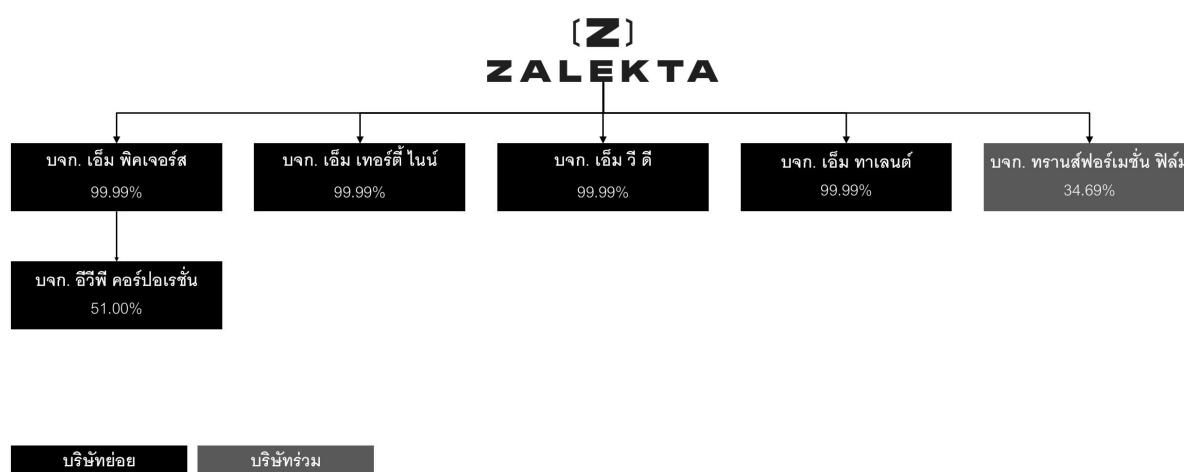 [Z]
ZALEKTA
บจก. เอ็ม พิคเจอร์ส
99.99%
บจก. เอ็ม เทอร์ตี้ ไนน์
99.99%
บจก. เอ็ม วี ดี
99.99%
บจก. เอ็ม ทาเลนต์
99.99%
บจก. ทรานส์ฟอร์เมชั่น ฟิล์ม
34.69%
บจก. อีวีพี คอร์ปอเรชั่น
51.00%
บริษัทย่อย
บริษัทร่วม